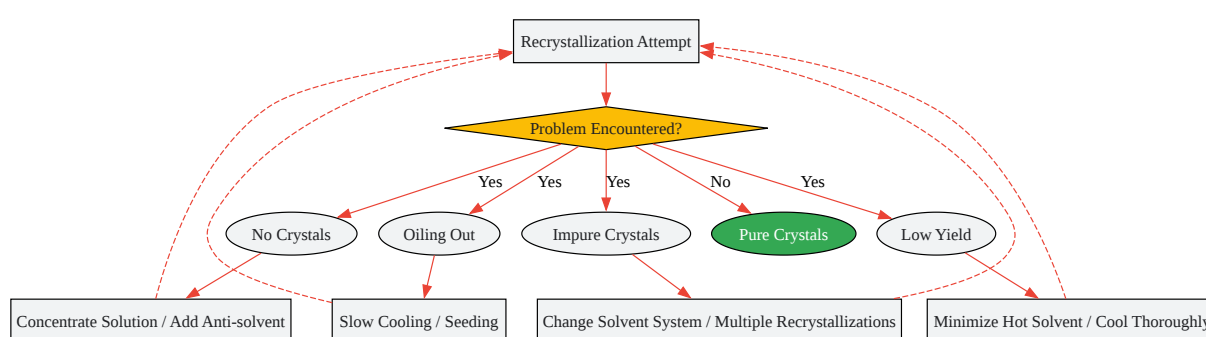 Recrystallization Attempt
Problem Encountered?
Yes
Yes
Yes
No
Yes
No Crystals
Oiling Out
Impure Crystals
Pure Crystals
Low Yield
Concentrate Solution / Add Anti-solvent
Slow Cooling / Seeding
Change Solvent System / Multiple Recrystallizations
Minimize Hot Solvent / Cool Thoroughly